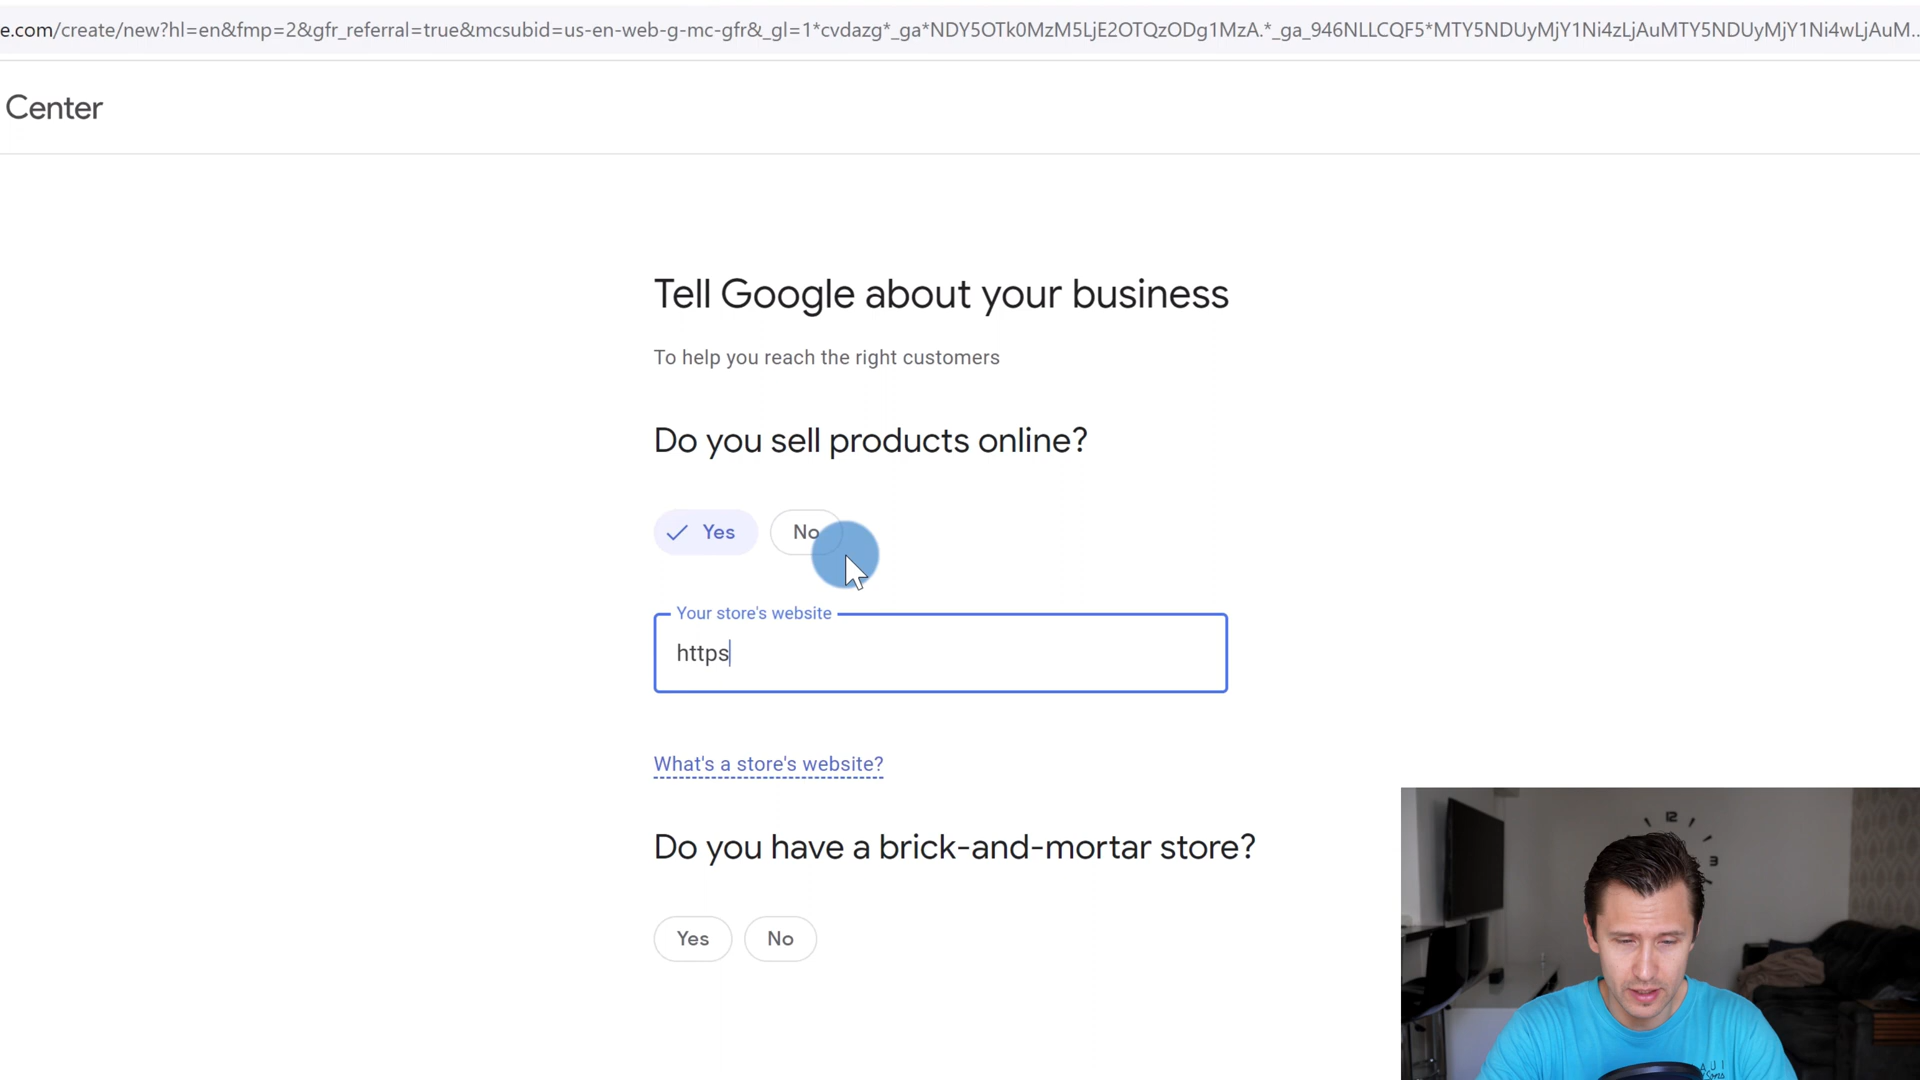 e.com/create/new?hl=en&fmp=2&gfr_referral=true&mcsubid=us-en-web-g-mc-gfr&_gl=1*cvdazg*_ga*NDY5OTk0MzM5LjE2OTQzODg1MzA.*_ga_946NLLCQF5*MTY5NDUyMjY1Ni4zLjAuMTY5NDUyMjY1Ni4wLjAuM...
Center
Tell Google about your business
To help you reach the right customers
Do you sell products online?
Yes No
Your store's website
https
What's a store's website?
Do you have a brick-and-mortar store?
12
3
Yes No